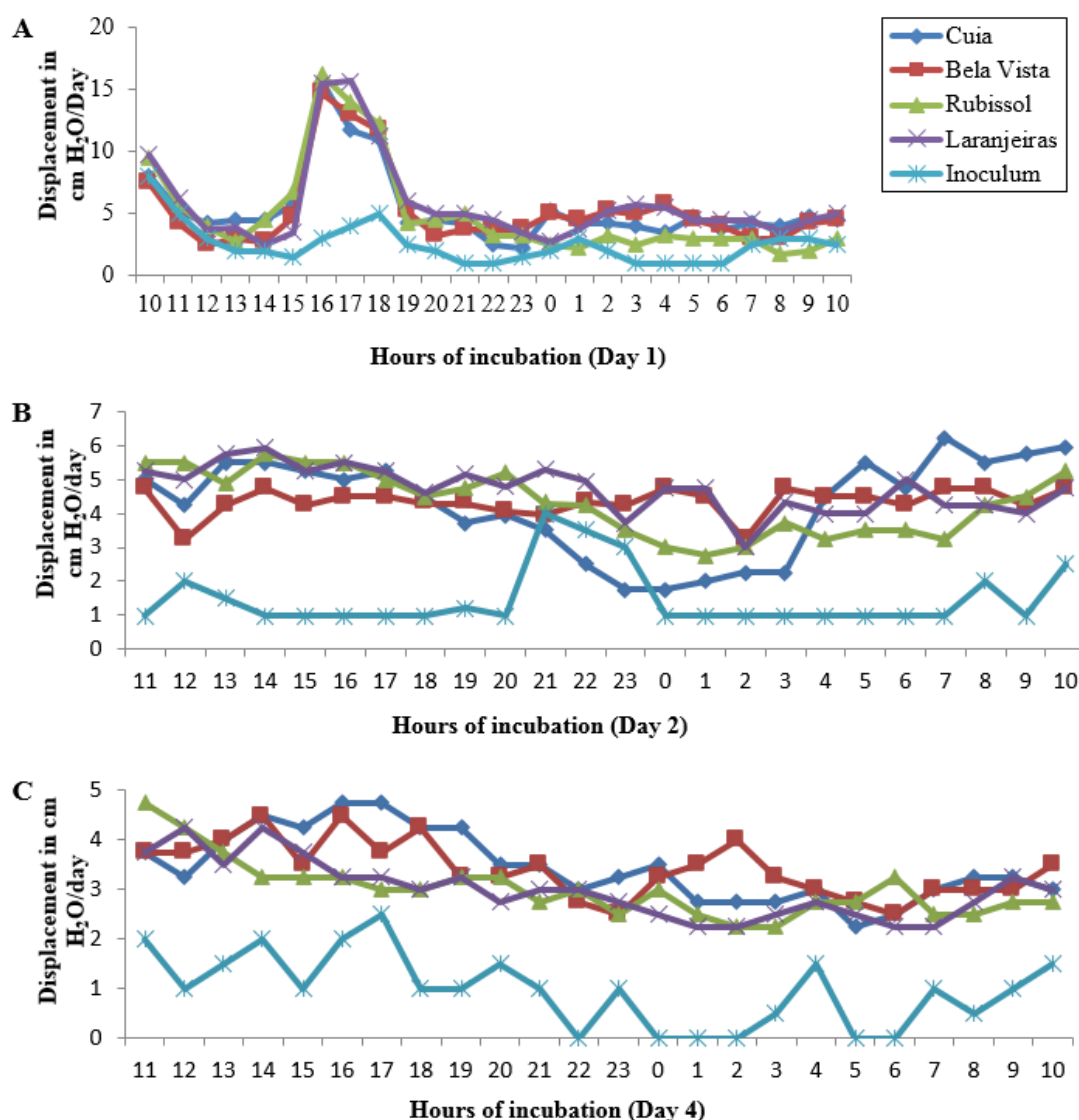 A
Displacement in
cm H₂O/Day
20
15
10
5
0
10 11 12 13 14 15 16 17 18 19 20 21 22 23 0 1 2 3 4 5 6 7 8 9 10
Hours of incubation (Day 1)
Cuia
Bela Vista
Rubissol
Laranjeiras
Inoculum
B
Displacement in
cm H₂O/day
7
6
5
4
3
2
1
0
11 12 13 14 15 16 17 18 19 20 21 22 23 0 1 2 3 4 5 6 7 8 9 10
Hours of incubation (Day 2)
C
Displacement in cm
H₂O/day
5
4
3
2
1
0
11 12 13 14 15 16 17 18 19 20 21 22 23 0 1 2 3 4 5 6 7 8 9 10
Hours of incubation (Day 4)